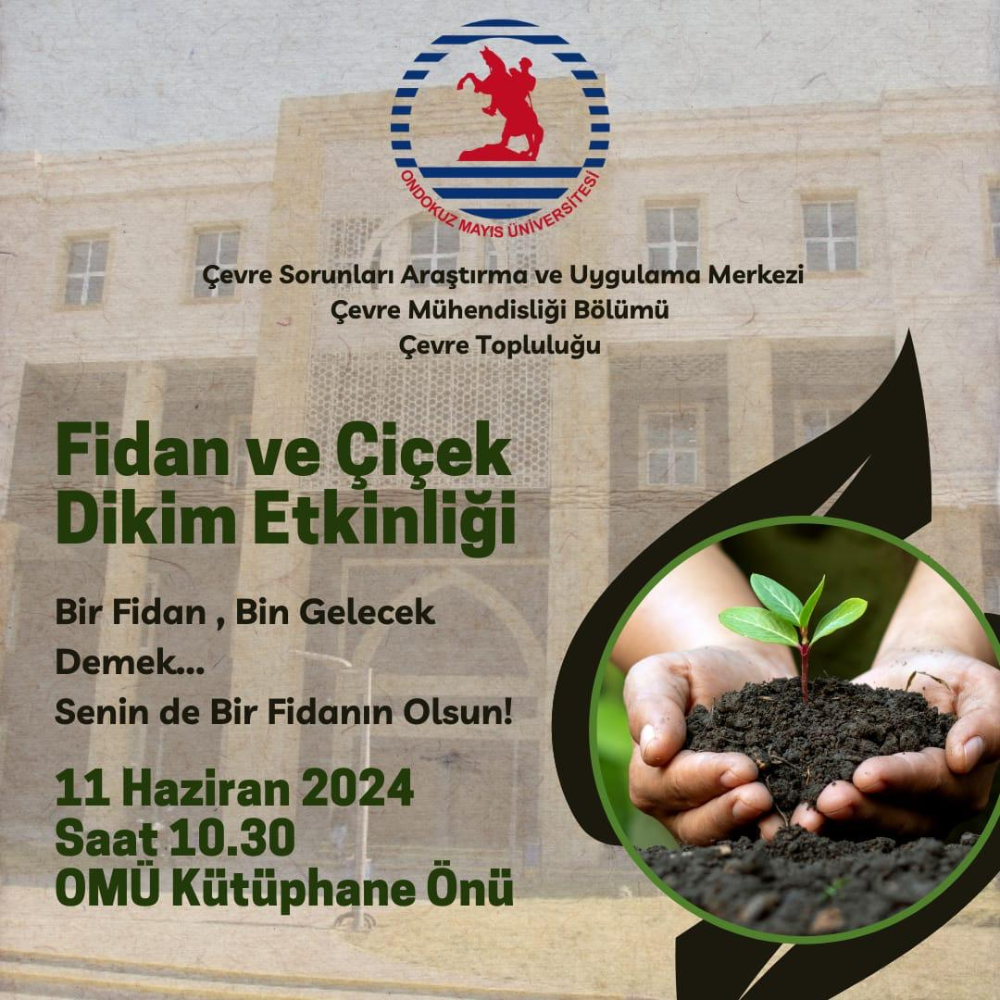 ONDOKUZ MAYIS ÜNİVERSİTESİ
Çevre Sorunları Araştırma ve Uygulama Merkezi
Çevre Mühendisliği Bölümü
Çevre Topluluğu
Fidan ve Çiçek
Dikim Etkinliği
Bir Fidan , Bin Gelecek
Demek...
Senin de Bir Fidanın Olsun!
11 Haziran 2024
Saat 10.30
OMÜ Kütüphane Önü